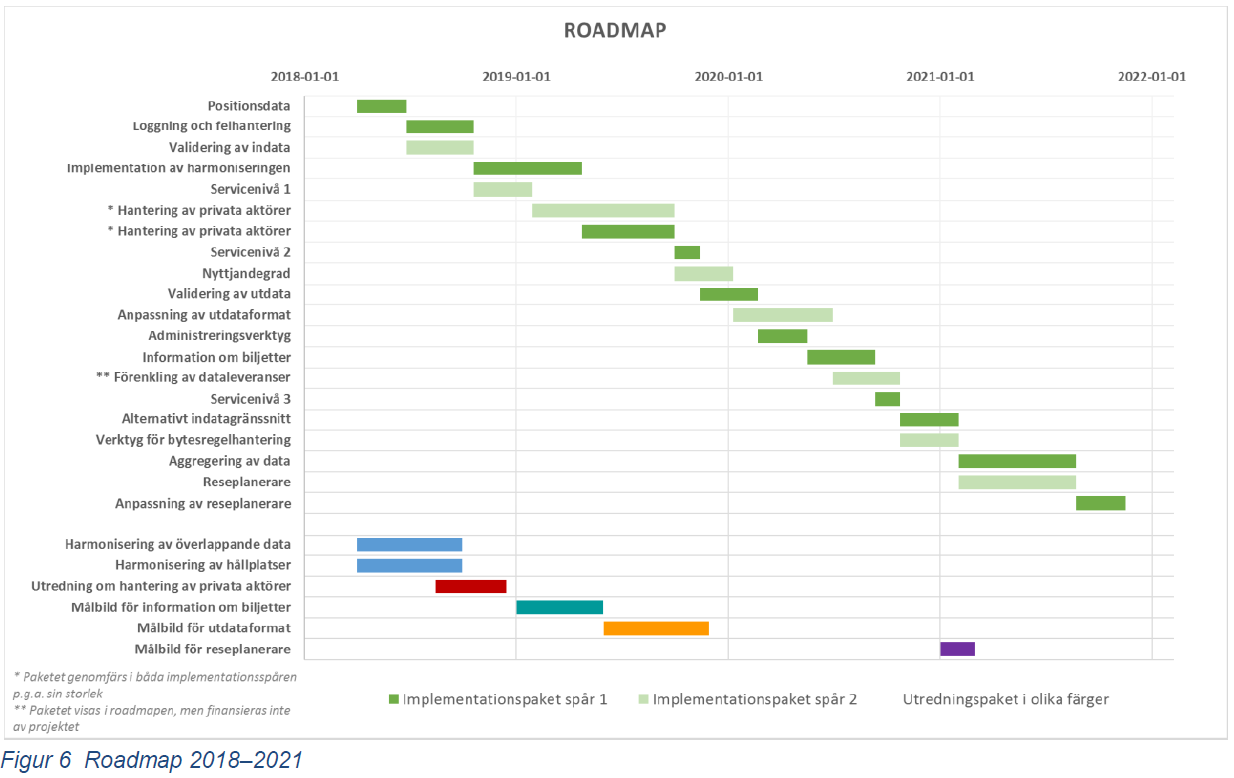 ROADMAP
2018-01-01 2019-01-01 2020-01-01 2021-01-01 2022-01-01
Positionsdata
Loggning och felhantering
Validering av indata
Implementation av harmoniseringen
Servicenivå 1
* Hantering av privata aktörer
* Hantering av privata aktörer
Servicenivå 2
Nyttjandegrad
Validering av utdata
Anpassning av utdataformat
Administreringsverktyg
Information om biljetter
** Förenkling av dataleveranser
Servicenivå 3
Alternativt indatagränssnitt
Verktyg för bytesregelhantering
Aggregering av data
Reseplanerare
Anpassning av reseplanerare
Harmonisering av överlappande data
Harmonisering av hållplatser
Utredning om hantering av privata aktörer
Målbild för information om biljetter
Målbild för utdataformat
Målbild för reseplanerare
* Paketet genomförs i båda implementationsspåren
p.g.a. sin storlek
** Paketet visas i roadmapen, men finansieras inte
av projektet
Implementationspaket spår 1 Implementationspaket spår 2 Utredningspaket i olika färger
Figur 6 Roadmap 2018–2021